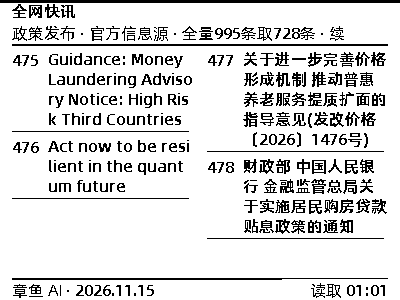 全网快讯
政策发布 · 官方信息源 · 全量995条取728条 · 续
475 Guidance: Money
Laundering Adviso
ry Notice: High Ris
k Third Countries
476 Act now to be resi
lient in the quant
um future
477 关于进一步完善价格
形成机制 推动普惠
养老服务提质扩面的
指导意见(发改价格
〔2026〕1476号)
478 财政部 中国人民银
行 金融监管总局关
于实施居民购房贷款
贴息政策的通知
章鱼 AI · 2026.11.15
读取 01:01